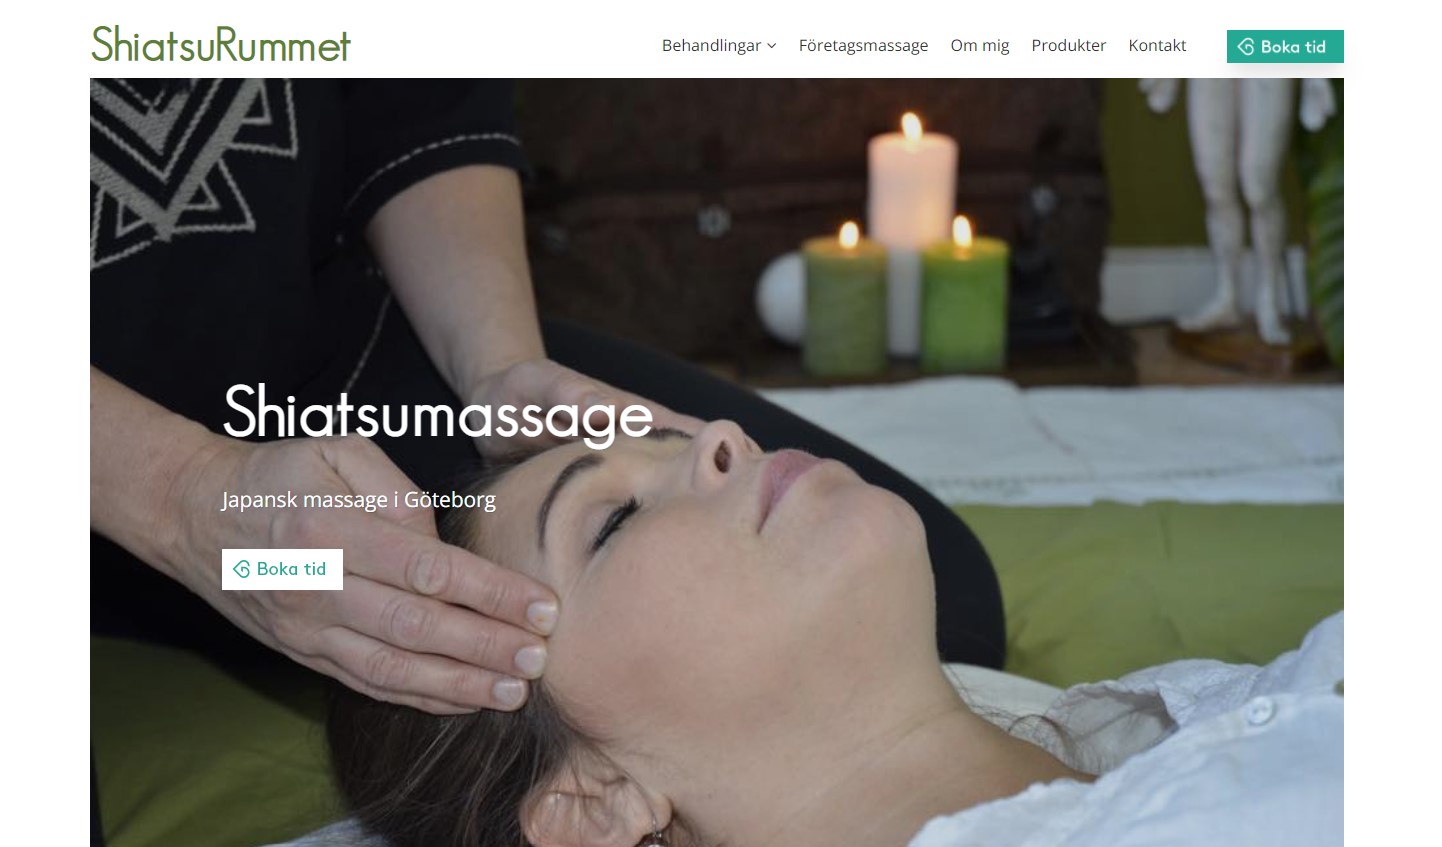 ShiatsuRummet
Behandlingar Företagsmassage Om mig Produkter Kontakt Boka tid
Shiatsumassage
Japansk massage i Göteborg
Boka tid